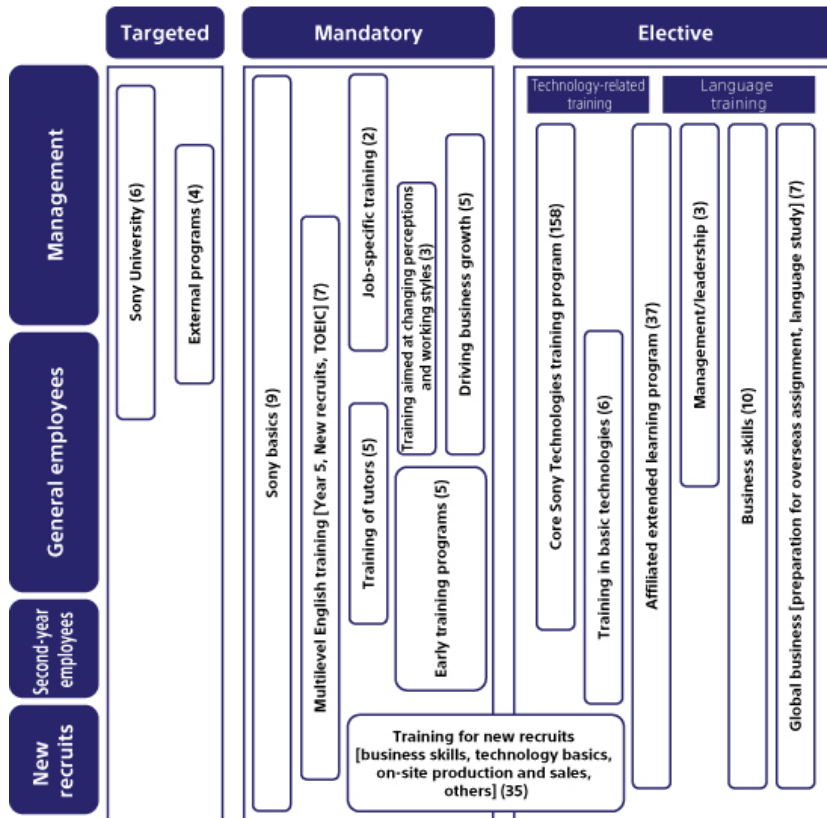 Targeted
Mandatory
Elective
Management
General employees
Second-year
employees
New
recruits
Sony University (6)
External programs (4)
Sony basics (9)
Multilevel English training [Year 5, New recruits, TOEIC] (7)
Job-specific training (2)
Training of tutors (5)
Training aimed at changing perceptions
and working styles (3)
Driving business growth (5)
Early training programs (5)
Training for new recruits
[business skills, technology basics,
on-site production and sales,
others] (35)
Technology-related
training
Language
training
Core Sony Technologies training program (158)
Training in basic technologies (6)
Affiliated extended learning program (37)
Management/leadership (3)
Business skills (10)
Global business [preparation for overseas assignment, language study] (7)